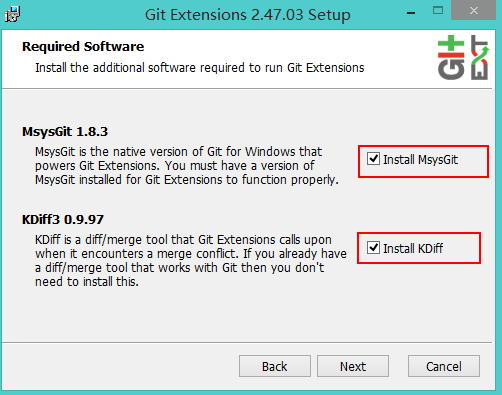 Git Extensions 2.47.03 Setup
Required Software
Install the additional software required to run Git Extensions
Git
EXT
MsysGit 1.8.3
MsysGit is the native version of Git for Windows that
powers Git Extensions. You must have a version of
MsysGit installed for Git Extensions to function properly.
Install MsysGit
KDiff3 0.9.97
KDiff is a diff/merge tool that Git Extensions calls upon
when it encounters a merge conflict. If you already have
a diff/merge tool that works with Git then you don't
need to install this.
Install KDiff
Back
Next
Cancel